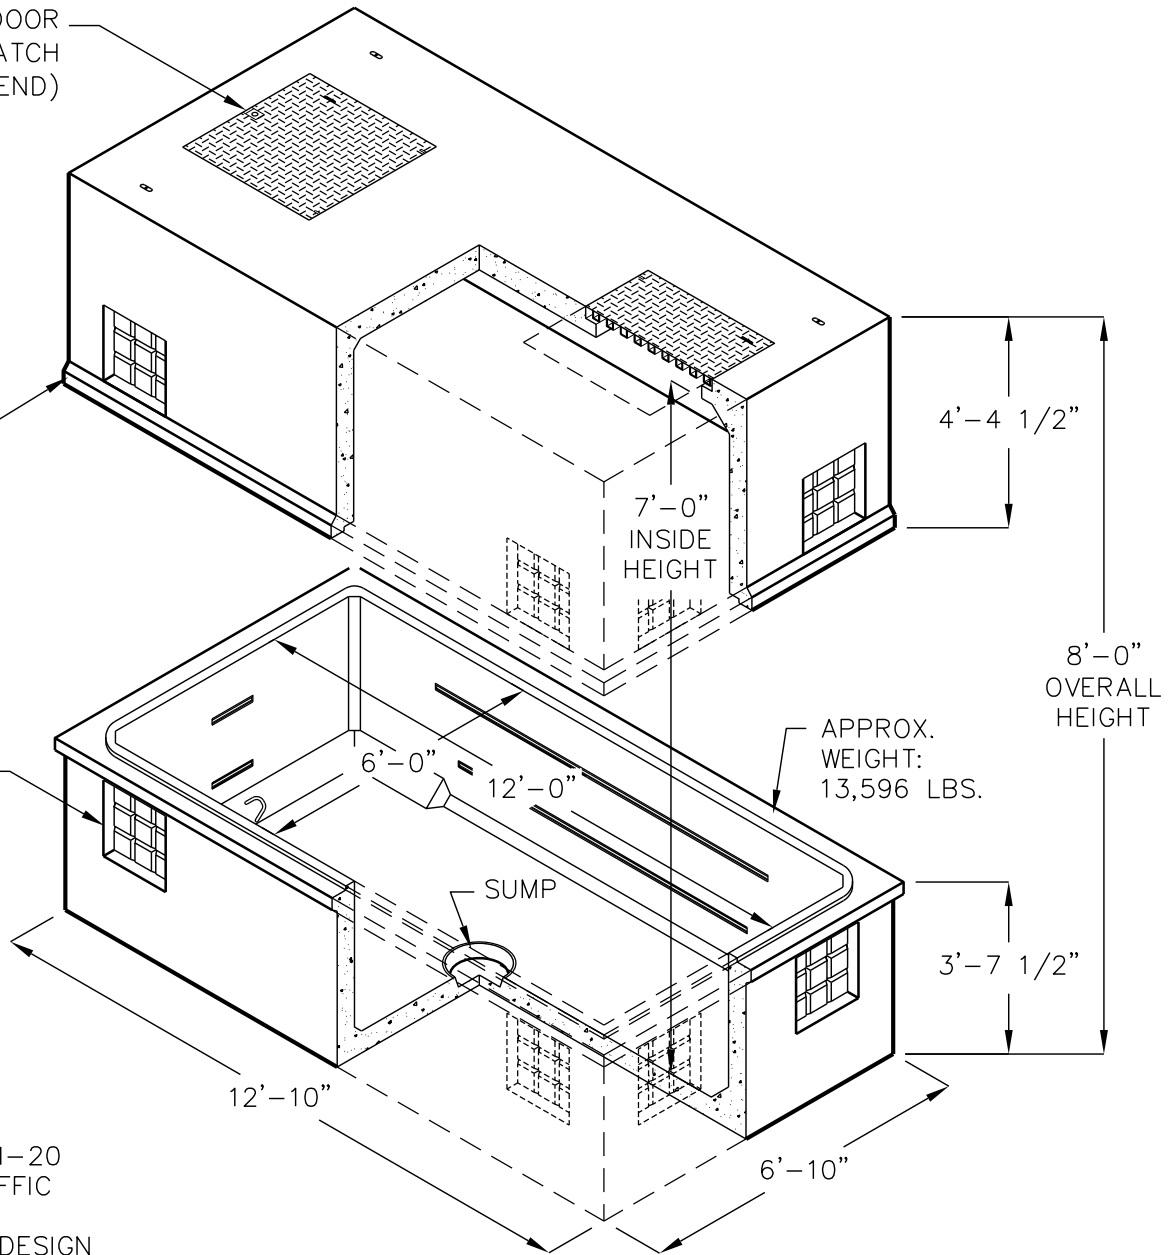 DOOR
ATCH
END)
4'-4 1/2"
7'-0"
INSIDE
HEIGHT
8'-0"
OVERALL
HEIGHT
APPROX.
WEIGHT:
13,596 LBS.
6'-0"
12'-0"
SUMP
3'-7 1/2"
12'-10"
6'-10"
-20
FFIC
DESIGN